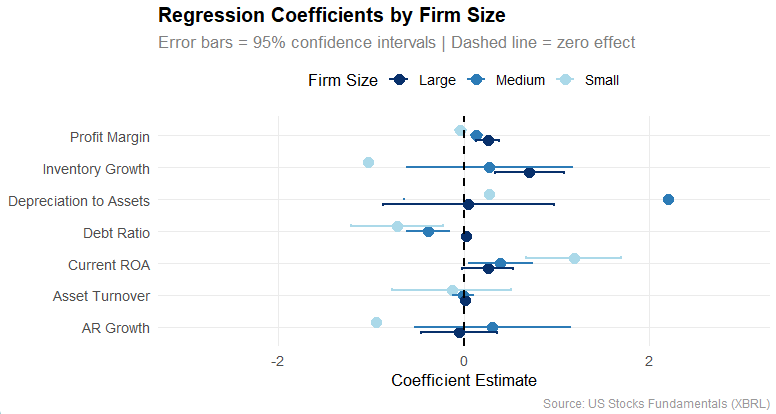 Regression Coefficients by Firm Size
Error bars = 95% confidence intervals | Dashed line = zero effect
Firm Size Large Medium Small
Profit Margin
Inventory Growth
Depreciation to Assets
Debt Ratio
Current ROA
Asset Turnover
AR Growth
-2 0 2
Coefficient Estimate
Source: US Stocks Fundamentals (XBRL)